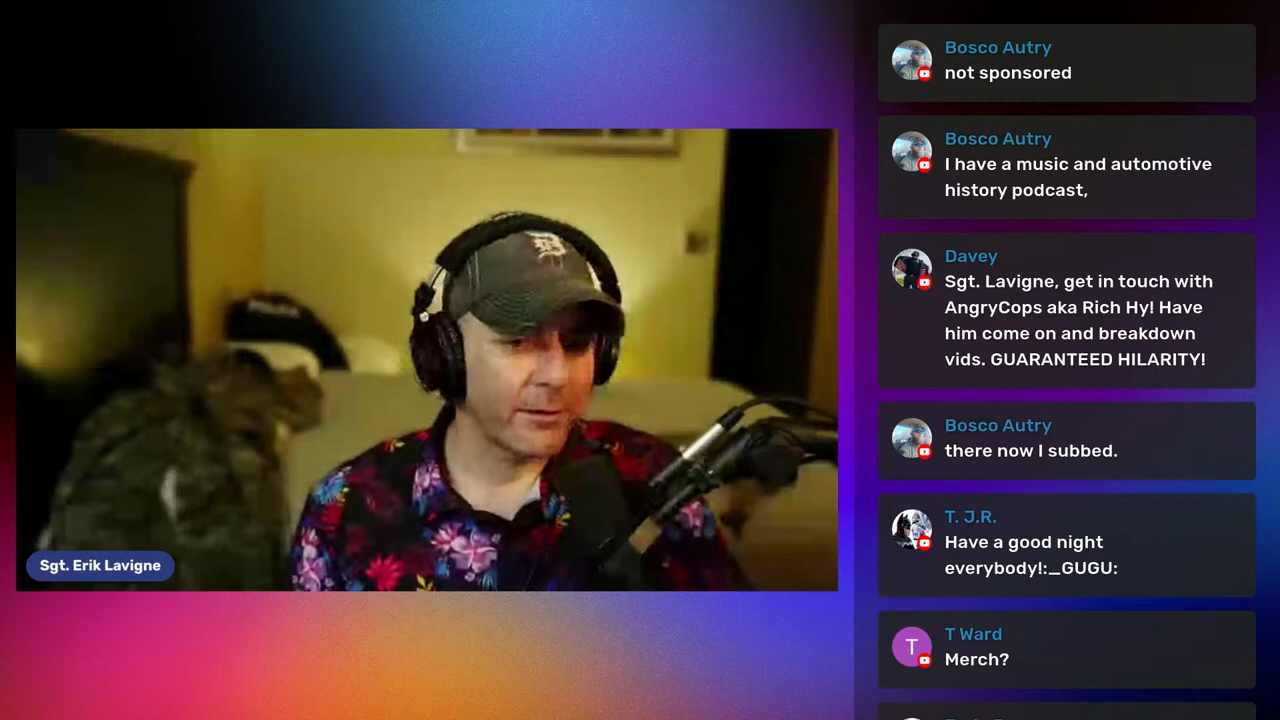 Bosco Autry
not sponsored
Bosco Autry
I have a music and automotive
history podcast,
Davey
Sgt. Lavigne, get in touch with
AngryCops aka Rich Hy! Have
him come on and breakdown
vids. GUARANTEED HILARITY!
Bosco Autry
there now I subbed.
T. J.R.
Have a good night
everybody!:_GUGU:
T
T Ward
Merch?
Sgt. Erik Lavigne